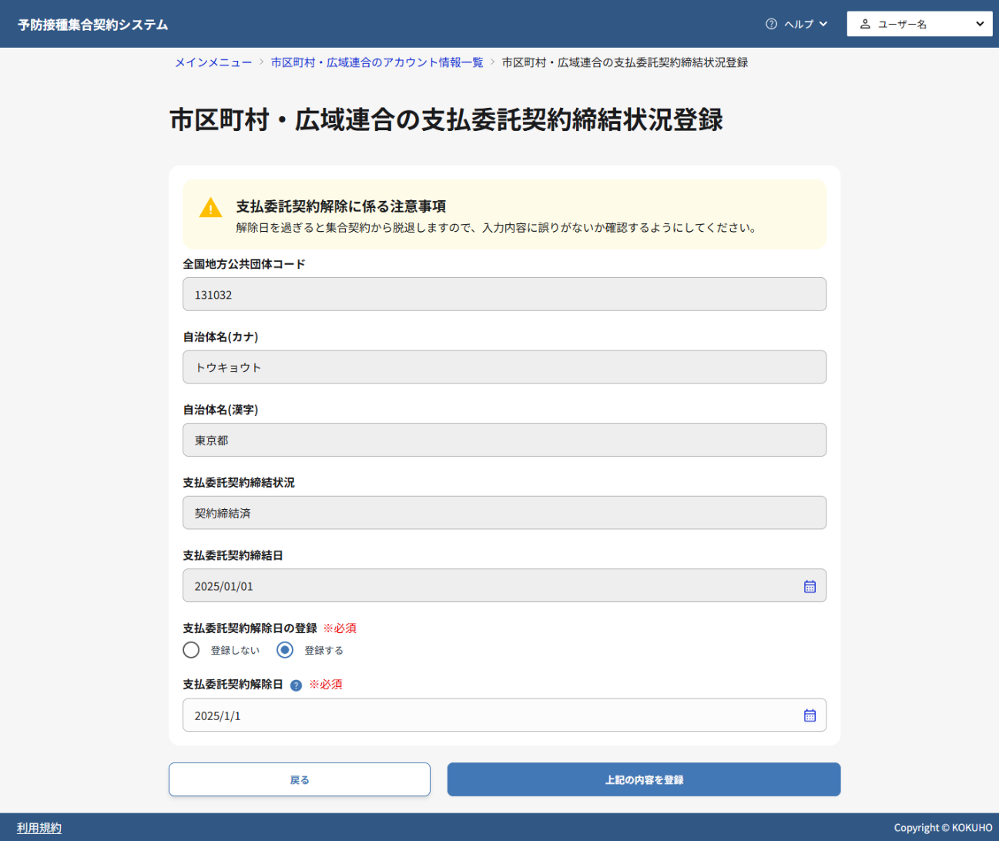 予防接種集合契約システム
ヘルプ
ユーザー名
メインメニュー > 市区町村・広域連合のアカウント情報一覧 > 市区町村・広域連合の支払委託契約締結状況登録
市区町村・広域連合の支払委託契約締結状況登録
支払委託契約解除に係る注意事項
解除日を過ぎると集合契約から脱退しますので、入力内容に誤りがないか確認するようにしてください。
全国地方公共団体コード
131032
自治体名(カナ)
トウキョウト
自治体名(漢字)
東京都
支払委託契約締結状況
契約締結済
支払委託契約締結日
2025/01/01
支払委託契約解除日の登録 ※必須
登録しない 登録する
支払委託契約解除日 ? ※必須
2025/1/1
戻る
上記の内容を登録
利用規約
Copyright © KOKUHO